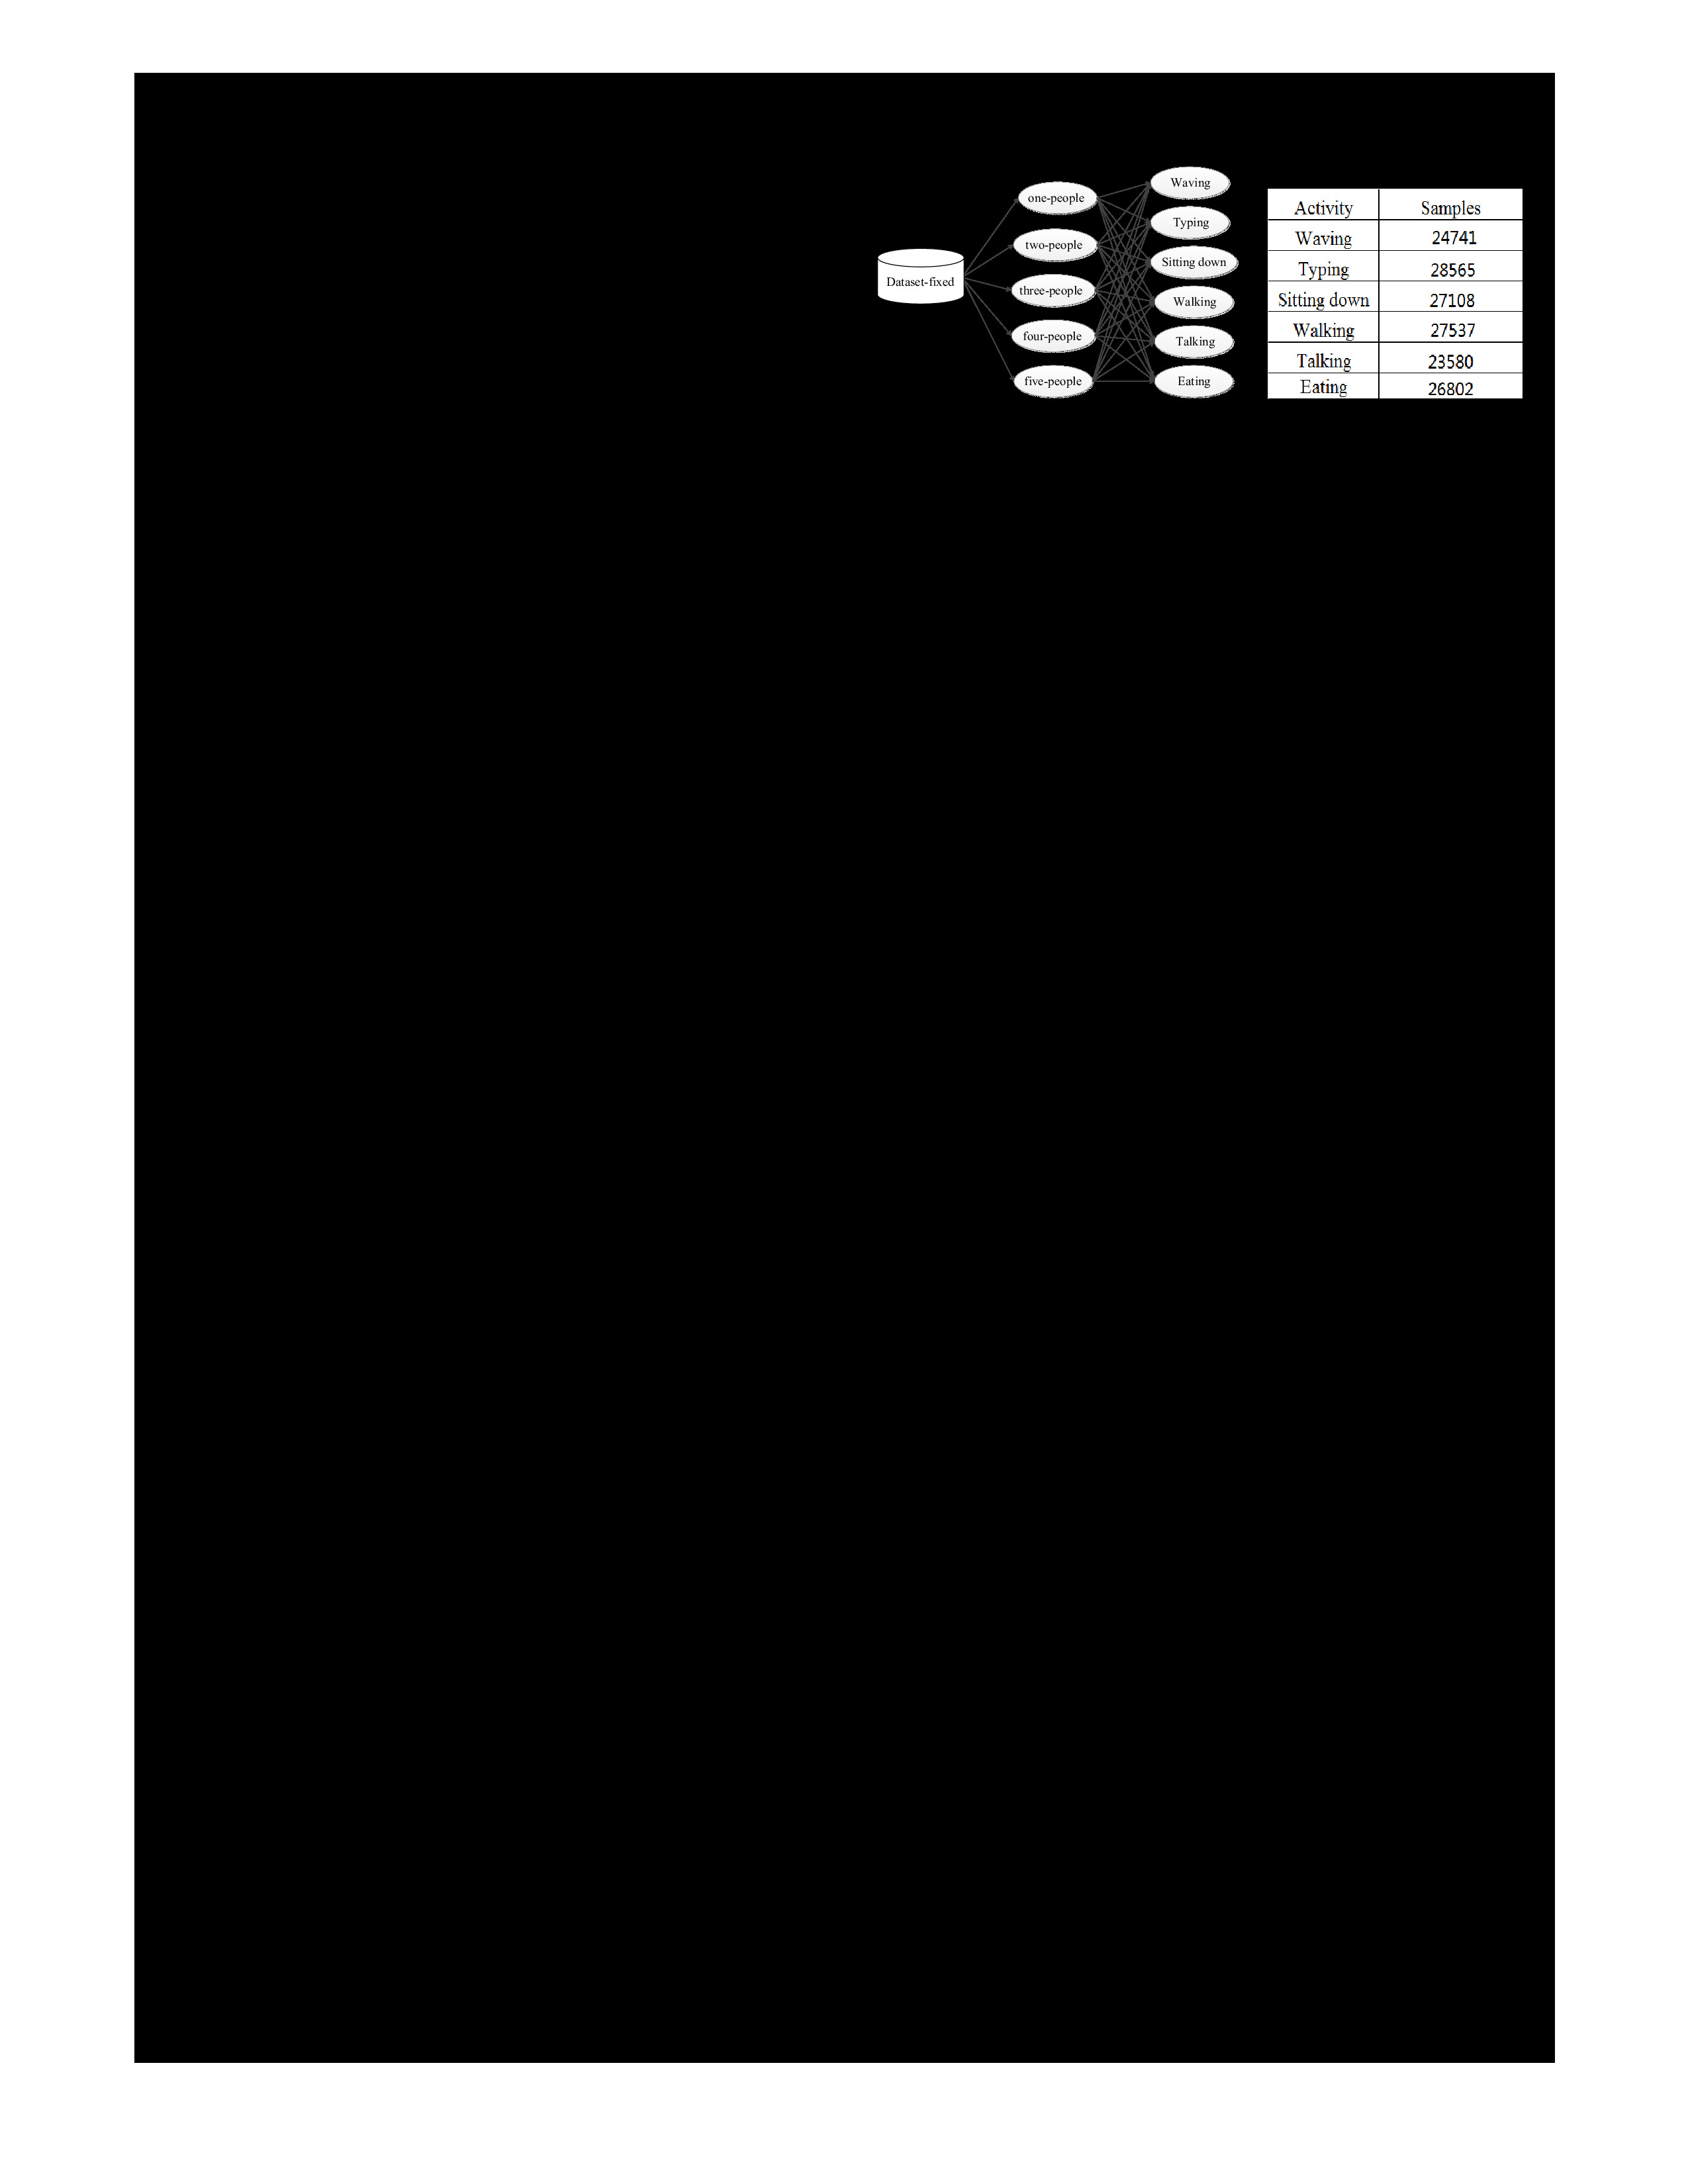 Dataset-fixed
one-people
two-people
three-people
four-people
five-people
Waving
Typing
Sitting down
Walking
Talking
Eating
Activity Samples
Waving 24741
Typing 28565
Sitting down 27108
Walking 27537
Talking 23580
Eating 26802